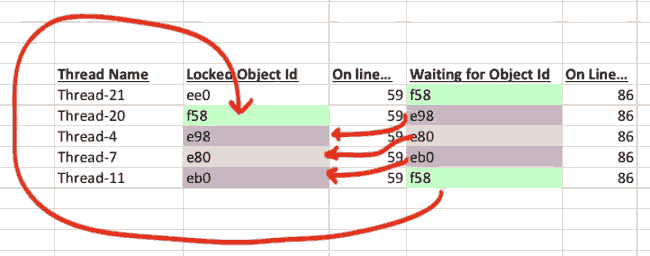 Thread Name Locked Object Id On line... Waiting for Object Id On Line...
Thread-21 ee0 59 f58 86
Thread-20 f58 59 e98 86
Thread-4 e98 59 e80 86
Thread-7 e80 59 eb0 86
Thread-11 eb0 59 f58 86